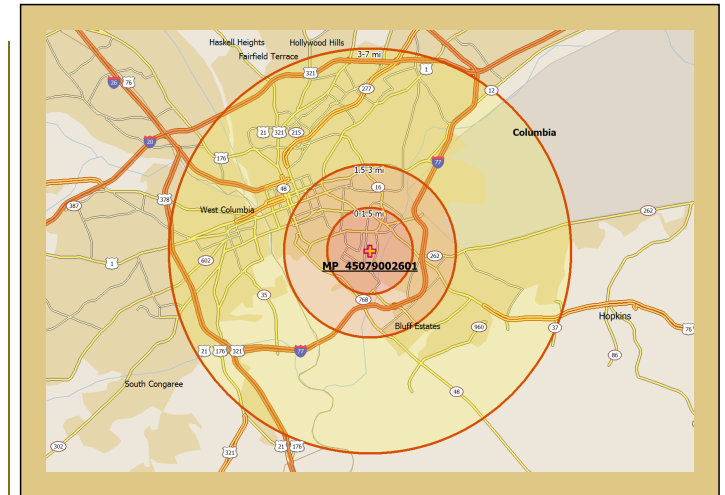 Haskell Heights
Hollywood Hills
Fairfield Terrace
3-7 mi
321
1
26
76
277
12
Columbia
21
321
215
20
176
77
1.5-3 mi
16
48
378
387
West Columbia
0-1.5 mi
262
MP_45079002601
262
1
602
35
768
Bluff Estates
960
37
Hopkins
76
21
176
321
77
86
South Congaree
48
302
321
21
176